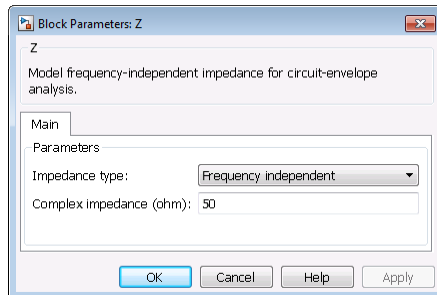 Block Parameters: Z
Z
Model frequency-independent impedance for circuit-envelope
analysis.
Main
Parameters
Impedance type: Frequency independent
Complex impedance (ohm): 50
OK Cancel Help Apply